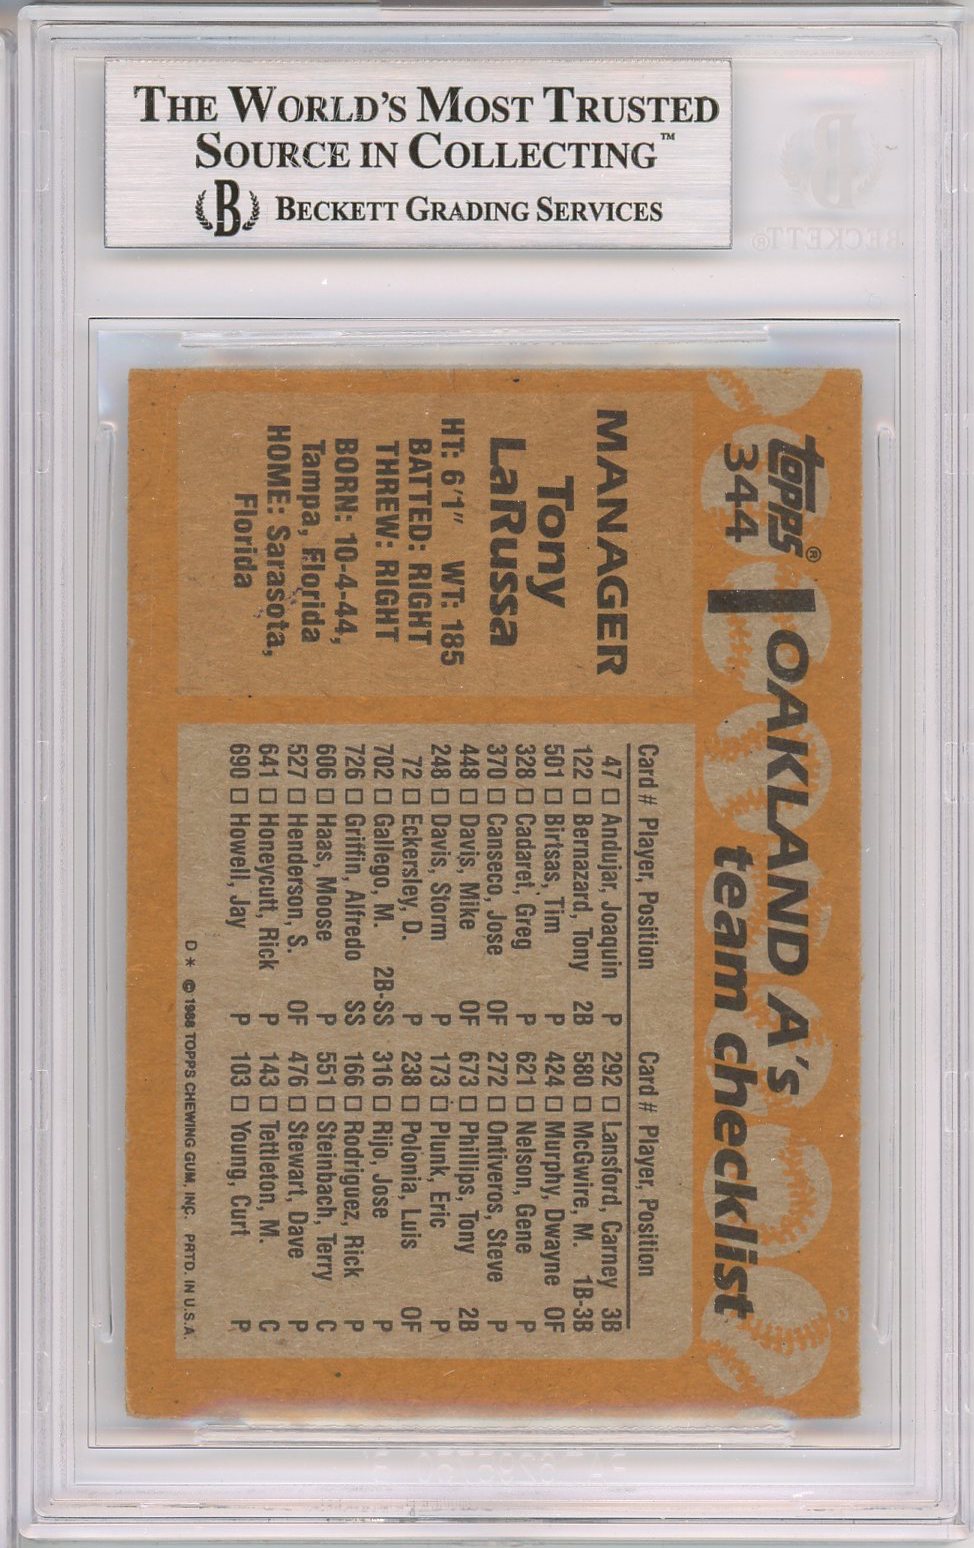 THE WORLD'S MOST TRUSTED
SOURCE IN COLLECTING™
B BECKETT GRADING SERVICES
BECKETT®
topps®
344
OAKLAND A's
team checklist
MANAGER
Tony
LaRussa
HT: 6'1" WT: 185
BATTED: RIGHT
THREW: RIGHT
BORN: 10-4-44,
Tampa, Florida
HOME: Sarasota,
Florida
Card # Player, Position Card # Player, Position
47 □ Andujar, Joaquin P 292 □ Lansford, Carney 3B
122 □ Bernazard, Tony 2B 580 □ McGwire, M. 1B-3B
501 □ Birtsas, Tim P 424 □ Murphy, Dwayne OF
328 □ Cadaret, Greg P 621 □ Nelson, Gene P
370 □ Canseco, Jose OF 272 □ Ontiveros, Steve P
448 □ Davis, Mike OF 673 □ Phillips, Tony 2B
248 □ Davis, Storm P 173 □ Plunk, Eric P
72 □ Eckersley, D. P 238 □ Polonia, Luis OF
702 □ Gallego, M. 2B-SS 316 □ Rijo, Jose P
726 □ Griffin, Alfredo SS 166 □ Rodriguez, Rick P
606 □ Haas, Moose P 551 □ Steinbach, Terry C
527 □ Henderson, S. OF 476 □ Stewart, Dave P
641 □ Honeycutt, Rick P 143 □ Tettleton, M. C
690 □ Howell, Jay P 103 □ Young, Curt P
D * © 1988 TOPPS CHEWING GUM, INC. PRTD. IN U.S.A.